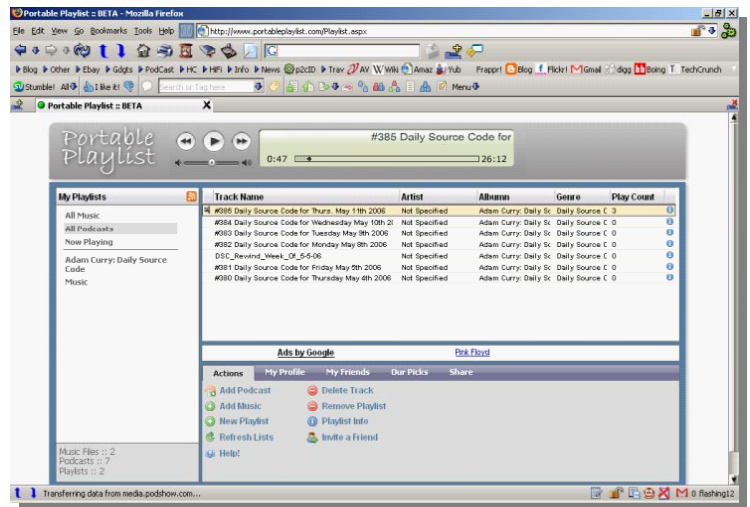 Portable Playlist :: BETA - Mozilla Firefox
File Edit View Go Bookmarks Tools Help http://www.portableplaylist.com/Playlist.aspx
Blog Other Ebay Gdgts PodCast HC HiFi Info News p2cID Trav AV Wiki Amaz Yub Frappr! Blog Flickr! GMail digg Boing T TechCrunch
Stumble! All I like it! Search or Tag here Menu
Portable Playlist :: BETA X
Portable
Playlist
#385 Daily Source Code for
0:47 26:12
My Playlists
All Music
All Podcasts
Now Playing
Adam Curry: Daily Source
Code
Music
Music Files :: 2
Podcasts :: 7
Playlists :: 2
Track Name Artist Albumn Genre Play Count
#385 Daily Source Code for Thurs. May 11th 2006 Not Specified Adam Curry: Daily Sc Daily Source C 3
#384 Daily Source Code for Wednesday May 10th 2( Not Specified Adam Curry: Daily Sc Daily Source C 0
#383 Daily Source Code for Tuesday May 9th 2006 Not Specified Adam Curry: Daily Sc Daily Source C 0
#382 Daily Source Code for Monday May 8th 2006 Not Specified Adam Curry: Daily Sc Daily Source C 0
DSC_Rewind_Week_Of_5-5-06 Not Specified Adam Curry: Daily Sc Daily Source C 0
#381 Daily Source Code for Friday May 5th 2006 Not Specified Adam Curry: Daily Sc Daily Source C 0
#380 Daily Source Code for Thursday May 4th 2006 Not Specified Adam Curry: Daily Sc Daily Source C 0
Ads by Google Pink Floyd
Actions My Profile My Friends Our Picks Share
Add Podcast Delete Track
Add Music Remove Playlist
New Playlist Playlist Info
Refresh Lists Invite a Friend
Help!
Transferring data from media.podshow.com... 0 flashing12